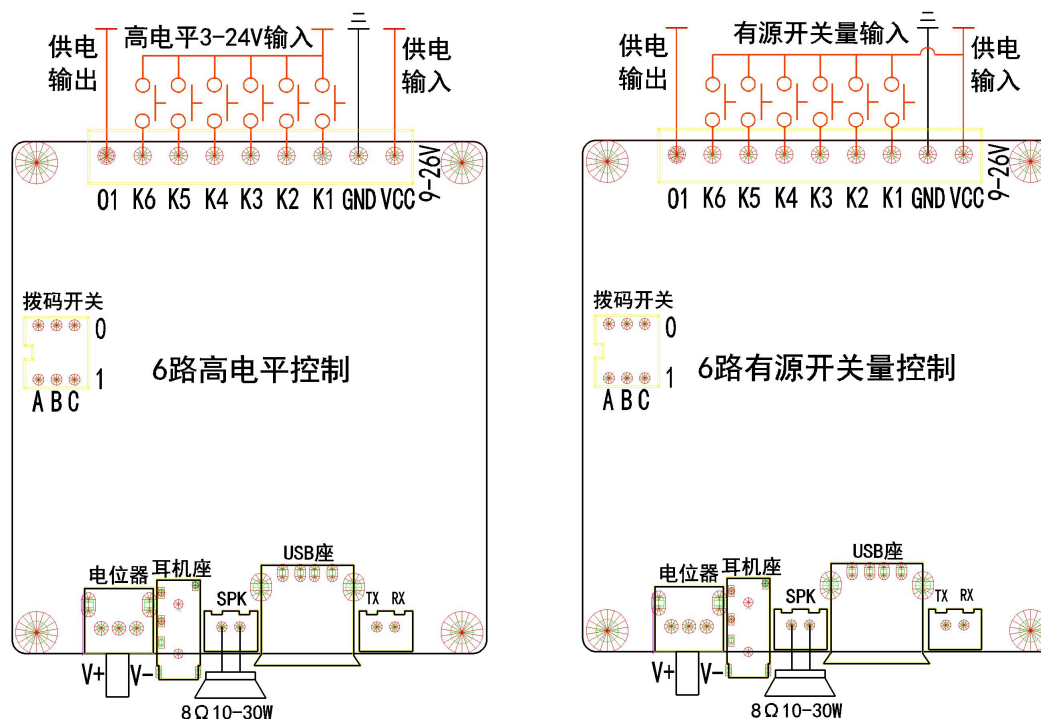 供电
输出
高电平3-24V输入
供电
输入
O1 K6 K5 K4 K3 K2 K1 GND VCC
9-26V
拨码开关
0
1
A B C
6路高电平控制
电位器
耳机座
SPK
USB座
TX RX
V+ V-
8Ω10-30W
供电
输出
有源开关量输入
供电
输入
O1 K6 K5 K4 K3 K2 K1 GND VCC
9-26V
拨码开关
0
1
A B C
6路有源开关量控制
电位器
耳机座
SPK
USB座
TX RX
V+ V-
8Ω10-30W